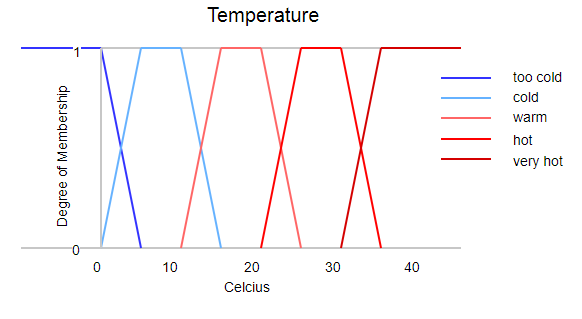 Temperature
1
too cold
cold
warm
hot
very hot
Degree of Membership
0
0 10 20 30 40
Celcius